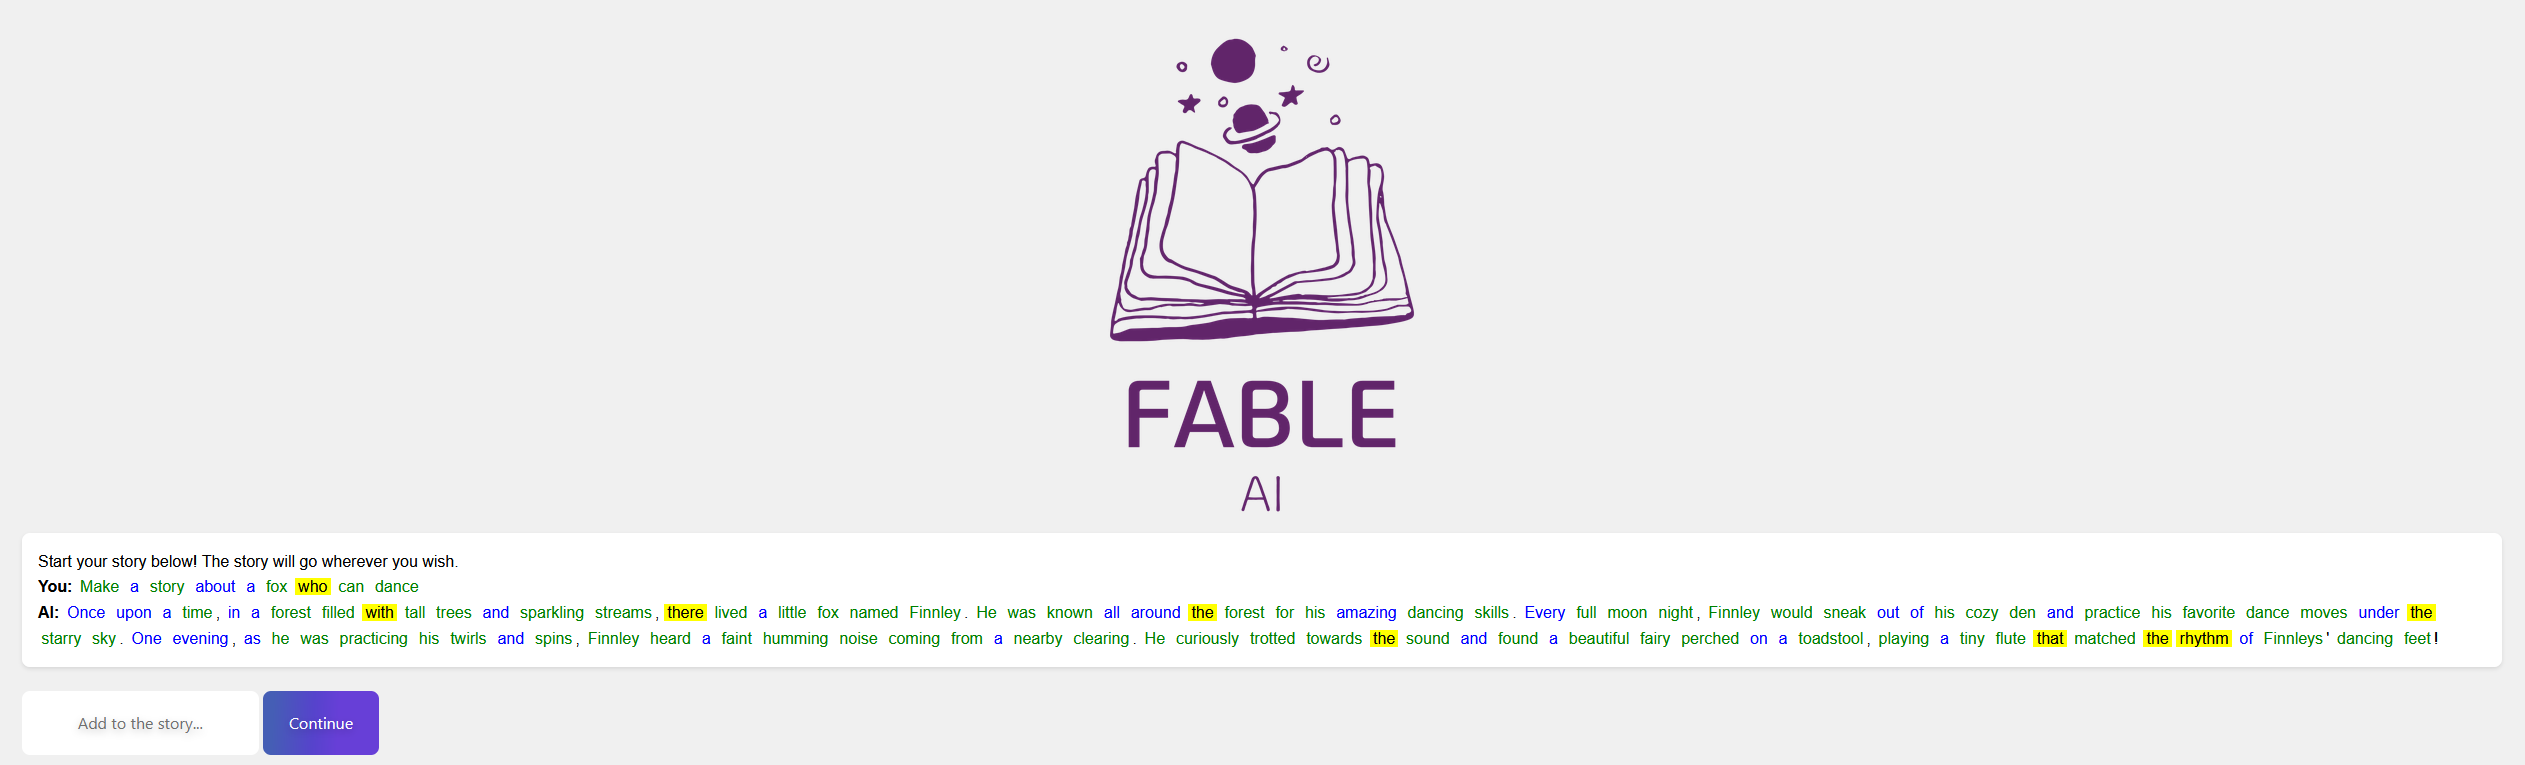 FABLE
AI
Start your story below! The story will go wherever you wish.
You: Make a story about a fox who can dance
AI: Once upon a time, in a forest filled with tall trees and sparkling streams, there lived a little fox named Finnley. He was known all around the forest for his amazing dancing skills. Every full moon night, Finnley would sneak out of his cozy den and practice his favorite dance moves under the
starry sky. One evening, as he was practicing his twirls and spins, Finnley heard a faint humming noise coming from a nearby clearing. He curiously trotted towards the sound and found a beautiful fairy perched on a toadstool, playing a tiny flute that matched the rhythm of Finnleys' dancing feet!
Add to the story...
Continue